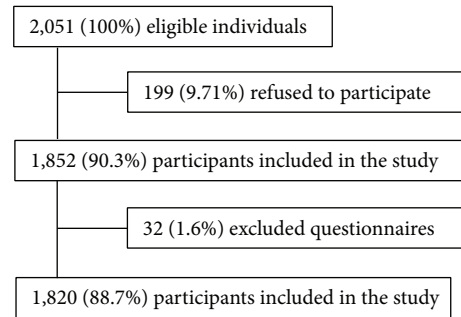 2,051 (100%) eligible individuals
199 (9.71%) refused to participate
1,852 (90.3%) participants included in the study
32 (1.6%) excluded questionnaires
1,820 (88.7%) participants included in the study